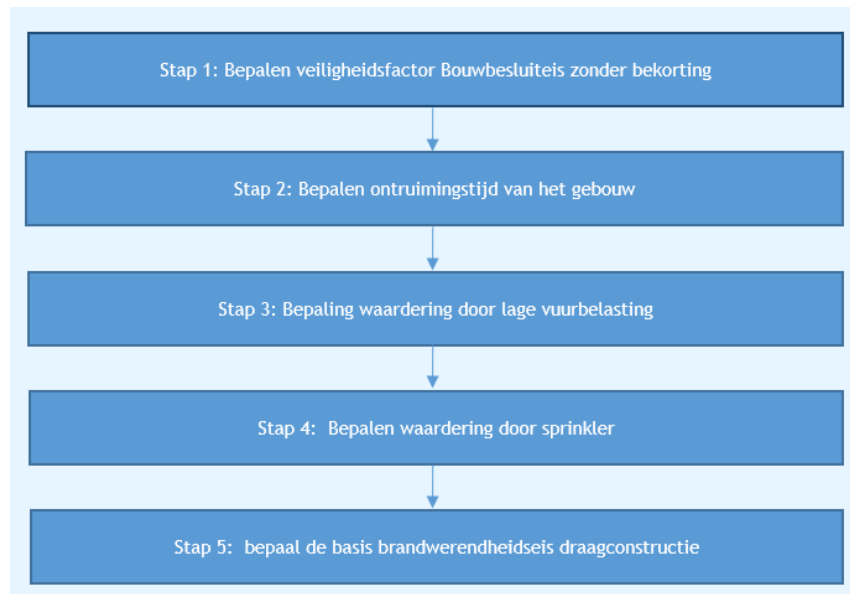 Stap 1: Bepalen veiligheidsfactor Bouwbesluiteis zonder bekorting
Stap 2: Bepalen ontruimingstijd van het gebouw
Stap 3: Bepaling waardering door lage vuurbelasting
Stap 4:  Bepalen waardering door sprinkler
Stap 5:  bepaal de basis brandwerendheidseis draagconstructie